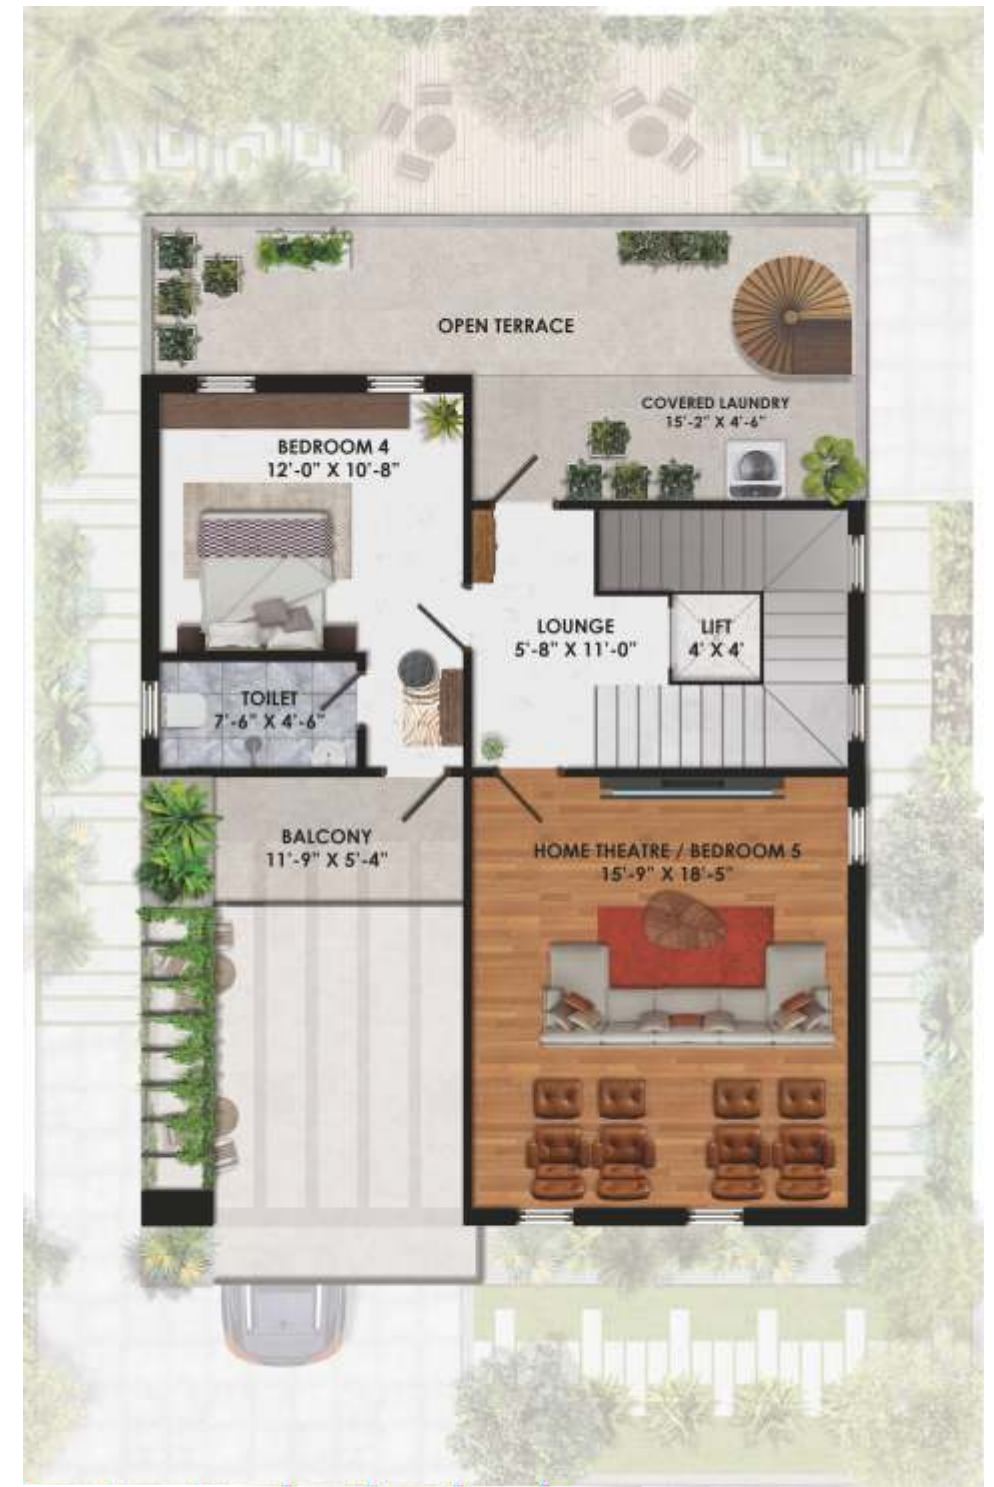 OPEN TERRACE
COVERED LAUNDRY
15'-2" X 4'-6"
BEDROOM 4
12'-0" X 10'-8"
LOUNGE
5'-8" X 11'-0"
LIFT
4' X 4'
TOILET
7'-6" X 4'-6"
BALCONY
11'-9" X 5'-4"
HOME THEATRE / BEDROOM 5
15'-9" X 18'-5"